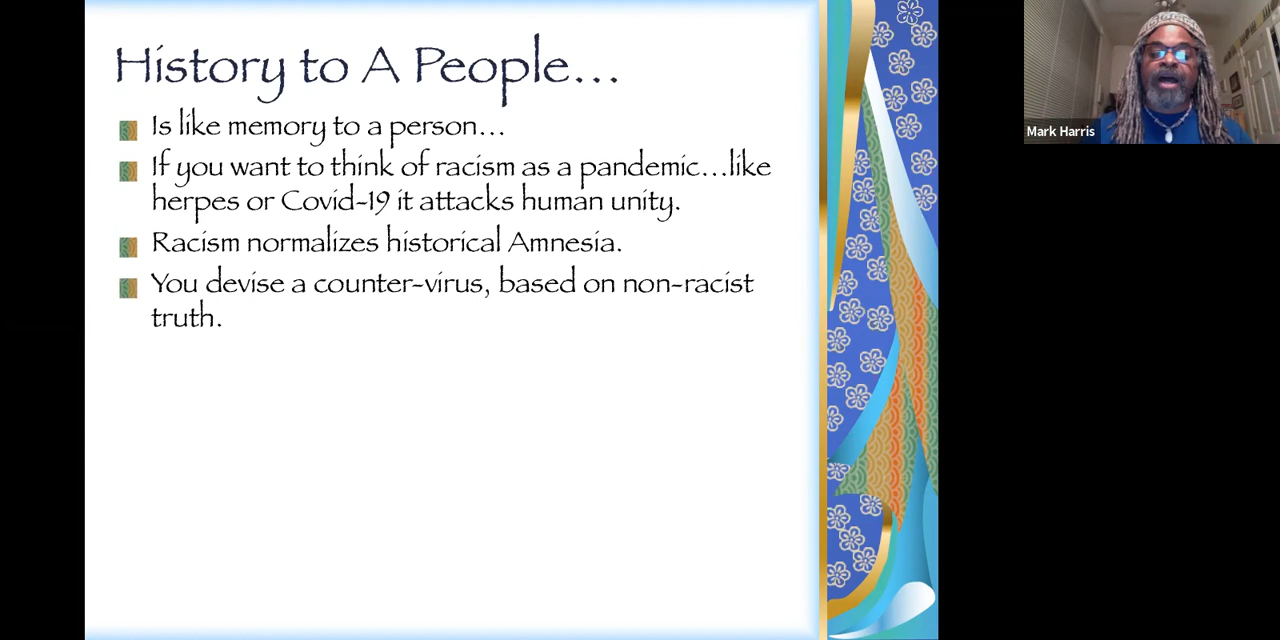 History to A People...
Is like memory to a person...
If you want to think of racism as a pandemic...like
herpes or Covid-19 it attacks human unity.
Racism normalizes historical Amnesia.
You devise a counter-virus, based on non-racist
truth.
Mark Harris